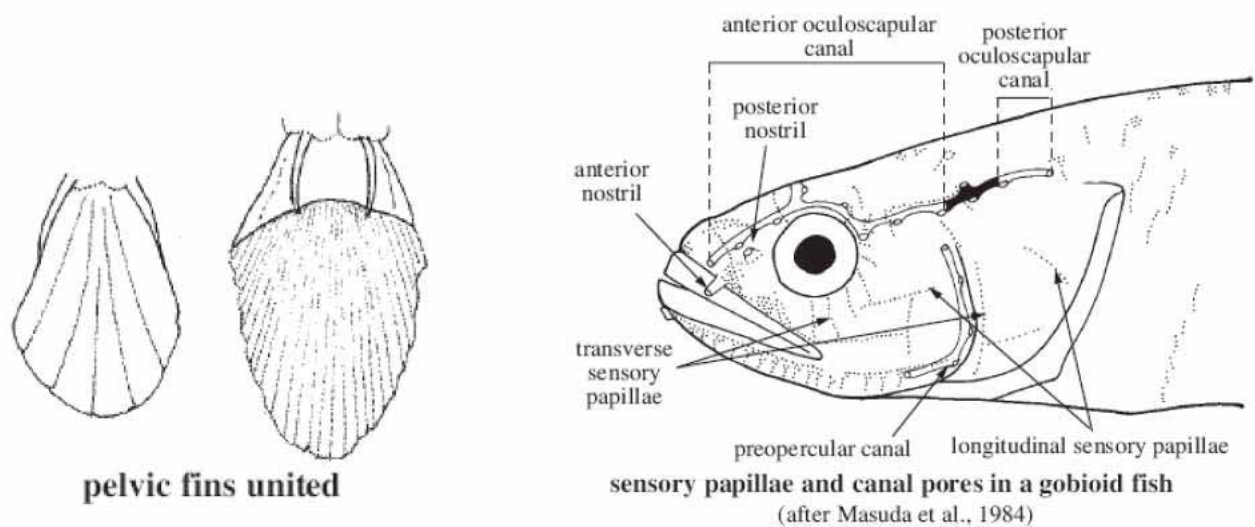 anterior oculoscapular
canal
posterior
oculoscapular
canal
posterior
nostril
anterior
nostril
transverse
sensory
papillae
preopercular canal
longitudinal sensory papillae
pelvic fins united
sensory papillae and canal pores in a gobioid fish
(after Masuda et al., 1984)